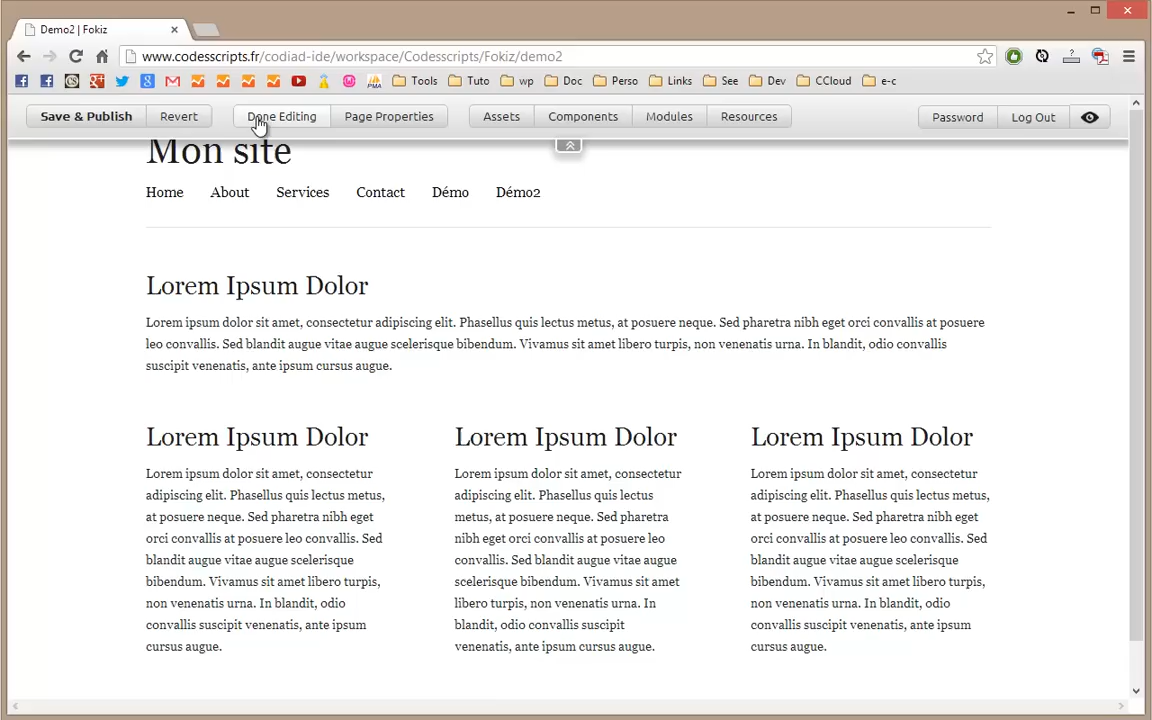 Demo2 | Fokiz
www.codesscripts.fr/codiad-ide/workspace/Codesscripts/Fokiz/demo2
Tools Tuto wp Doc Perso Links See Dev CCloud e-c
Save & Publish Revert Done Editing Page Properties Assets Components Modules Resources Password Log Out
Mon site
Home About Services Contact Démo Démo2
Lorem Ipsum Dolor
Lorem ipsum dolor sit amet, consectetur adipiscing elit. Phasellus quis lectus metus, at posuere neque. Sed pharetra nibh eget orci convallis at posuere
leo convallis. Sed blandit augue vitae augue scelerisque bibendum. Vivamus sit amet libero turpis, non venenatis urna. In blandit, odio convallis
suscipit venenatis, ante ipsum cursus augue.
Lorem Ipsum Dolor
Lorem ipsum dolor sit amet, consectetur
adipiscing elit. Phasellus quis lectus metus,
at posuere neque. Sed pharetra nibh eget
orci convallis at posuere leo convallis. Sed
blandit augue vitae augue scelerisque
bibendum. Vivamus sit amet libero turpis,
non venenatis urna. In blandit, odio
convallis suscipit venenatis, ante ipsum
cursus augue.
Lorem Ipsum Dolor
Lorem ipsum dolor sit amet, consectetur
adipiscing elit. Phasellus quis lectus
metus, at posuere neque. Sed pharetra
nibh eget orci convallis at posuere leo
convallis. Sed blandit augue vitae augue
scelerisque bibendum. Vivamus sit amet
libero turpis, non venenatis urna. In
blandit, odio convallis suscipit
venenatis, ante ipsum cursus augue.
Lorem Ipsum Dolor
Lorem ipsum dolor sit amet, consectetur
adipiscing elit. Phasellus quis lectus metus,
at posuere neque. Sed pharetra nibh eget
orci convallis at posuere leo convallis. Sed
blandit augue vitae augue scelerisque
bibendum. Vivamus sit amet libero turpis,
non venenatis urna. In blandit, odio
convallis suscipit venenatis, ante ipsum
cursus augue.